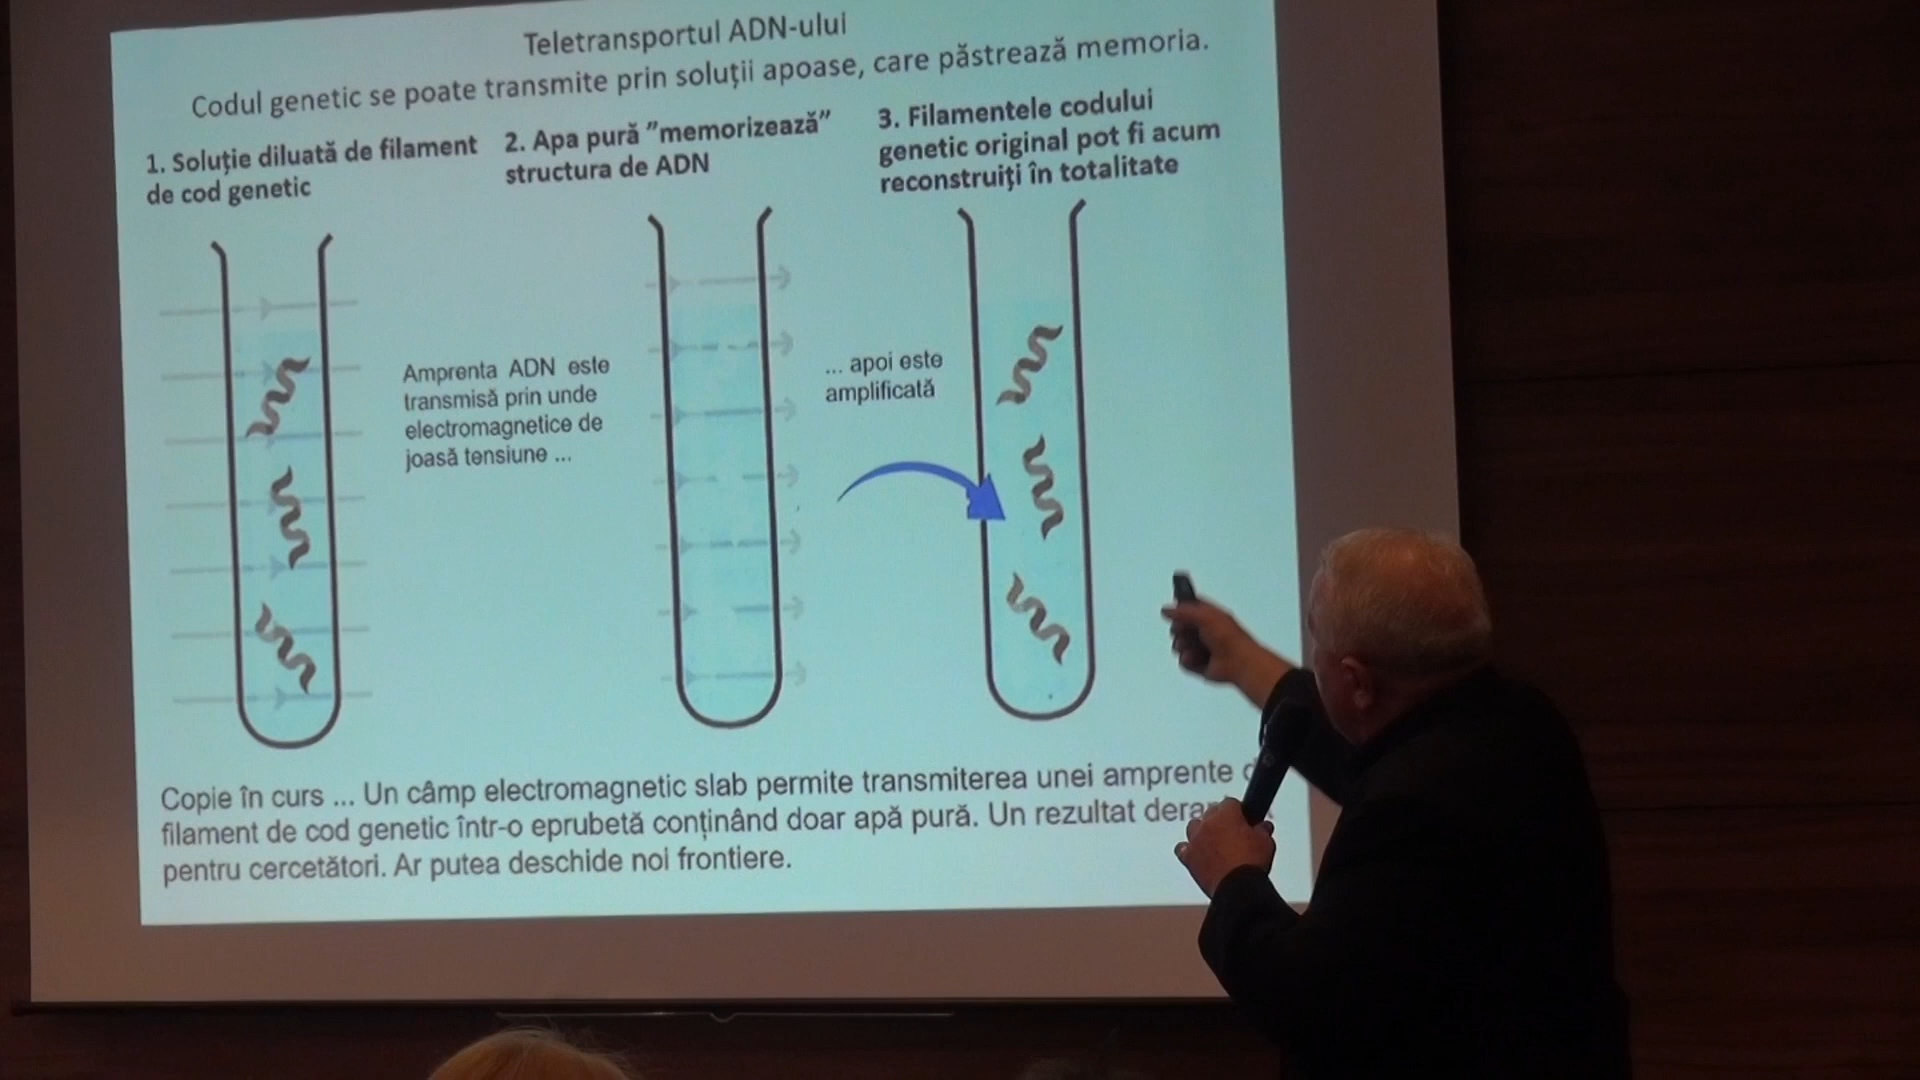 Teletransportul ADN-ului
Codul genetic se poate transmite prin soluții apoase, care păstrează memoria.
1. Soluție diluată de filament
de cod genetic
2. Apa pură ”memorizează”
structura de ADN
3. Filamentele codului
genetic original pot fi acum
reconstruiți în totalitate
Amprenta ADN este
transmisă prin unde
electromagnetice de
joasă tensiune ...
... apoi este
amplificată
Copie în curs ... Un câmp electromagnetic slab permite transmiterea unei amprente
filament de cod genetic într-o eprubetă conținând doar apă pură. Un rezultat
pentru cercetători. Ar putea deschide noi frontiere.